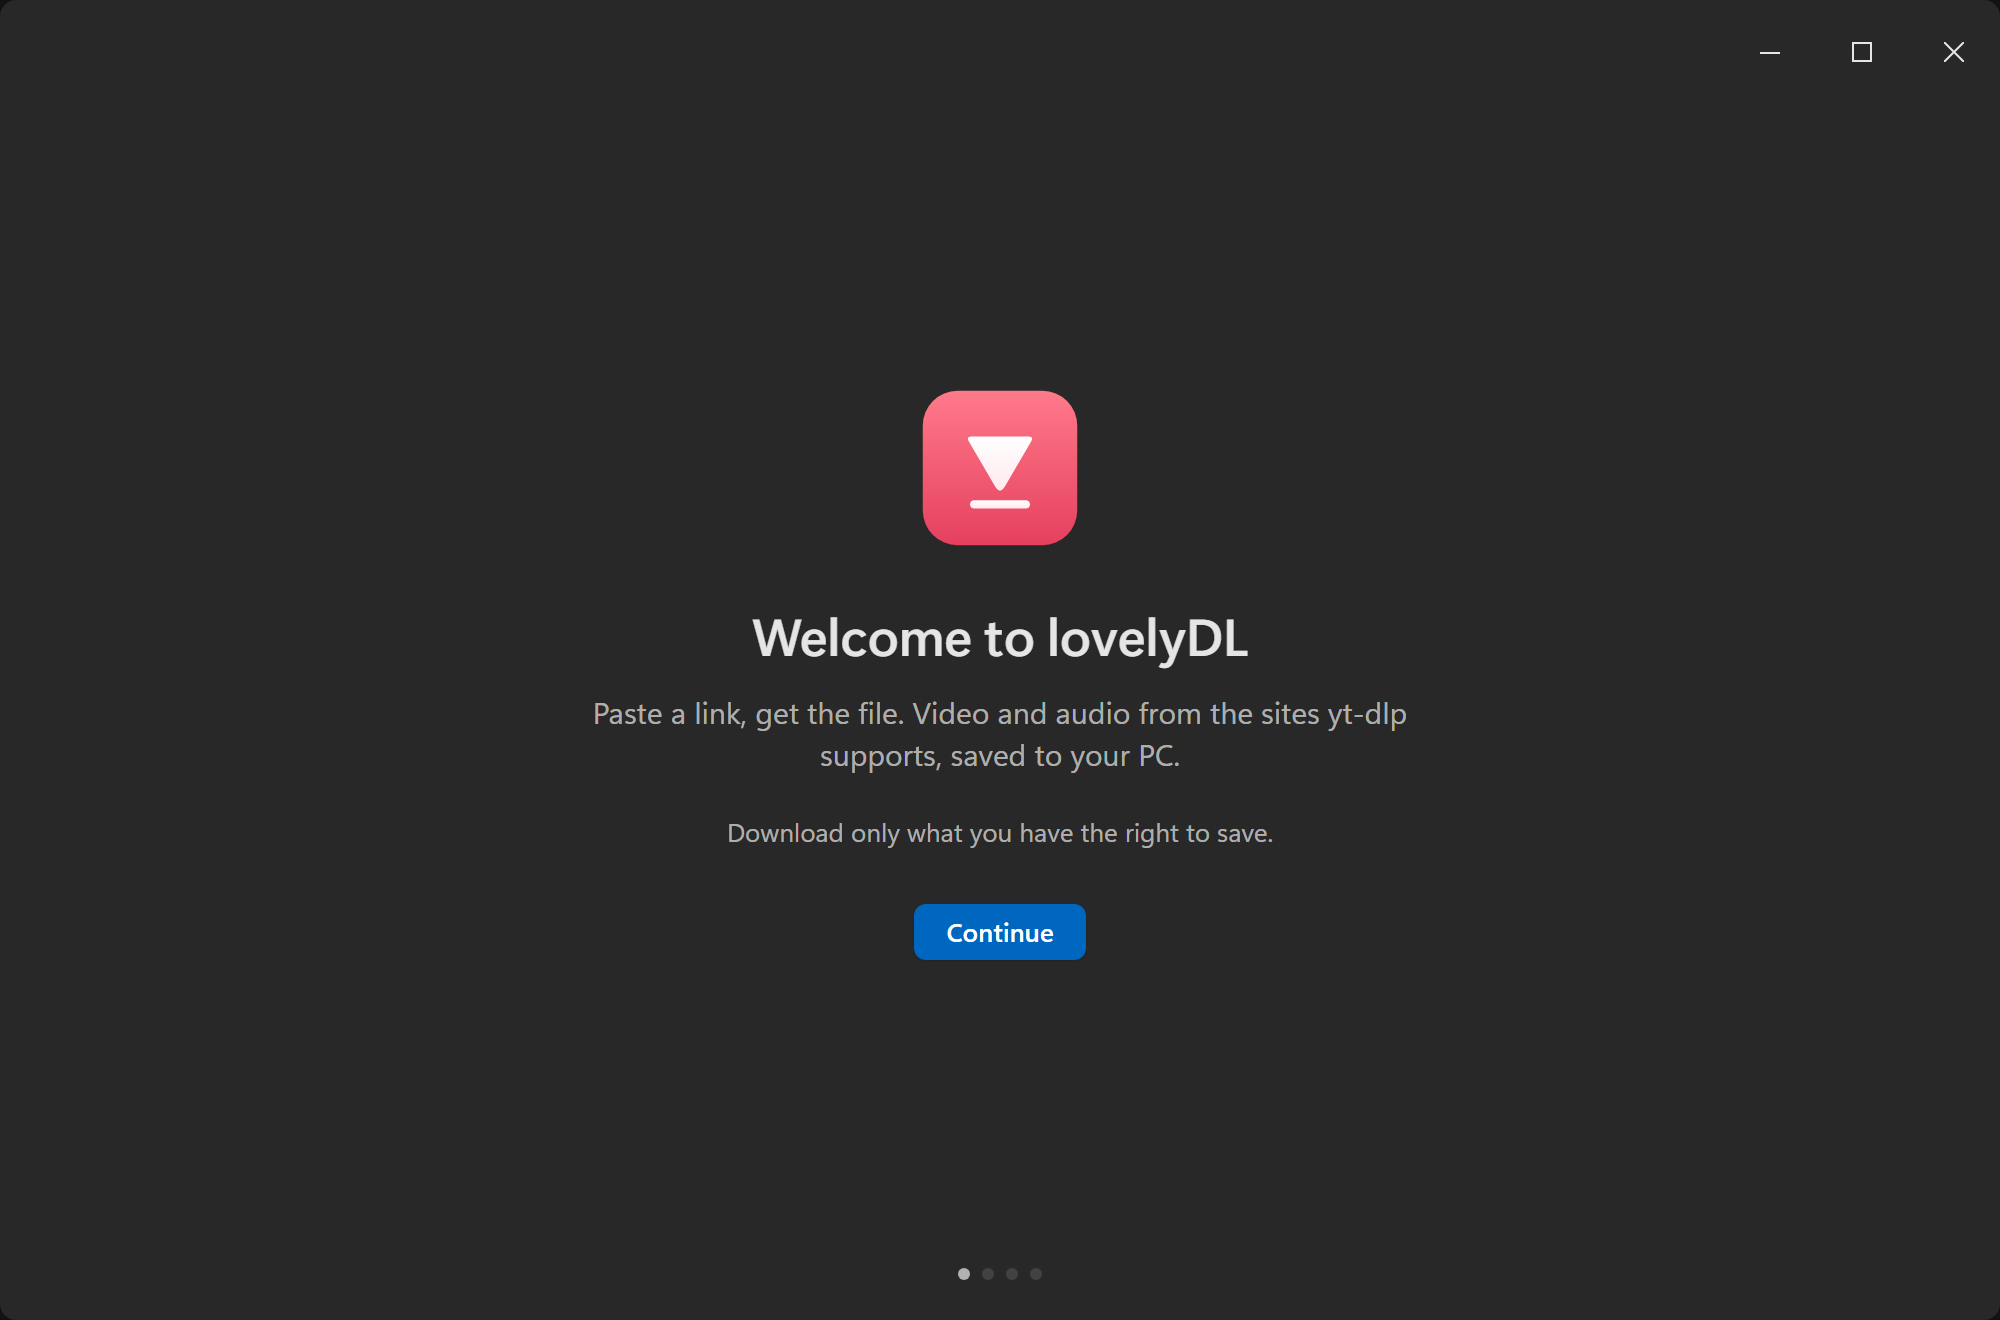 Welcome to lovelyDL
Paste a link, get the file. Video and audio from the sites yt-dlp
supports, saved to your PC.
Download only what you have the right to save.
Continue